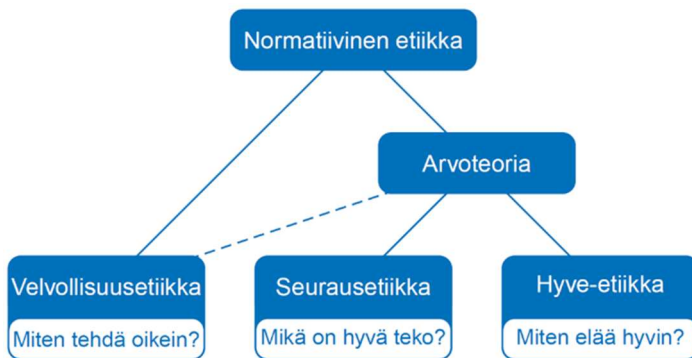 Normatiivinen etiikka
Arvoteoria
Velvollisuusetiikka
Miten tehdä oikein?
Seurausetiikka
Mikä on hyvä teko?
Hyve-etiikka
Miten elää hyvin?